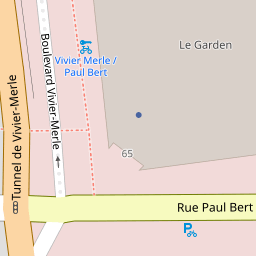 Le Garden
Vivier Merle /
Paul Bert
Boulevard Vivier-Merle
Tunnel de Vivier-Merle
65
Rue Paul Bert